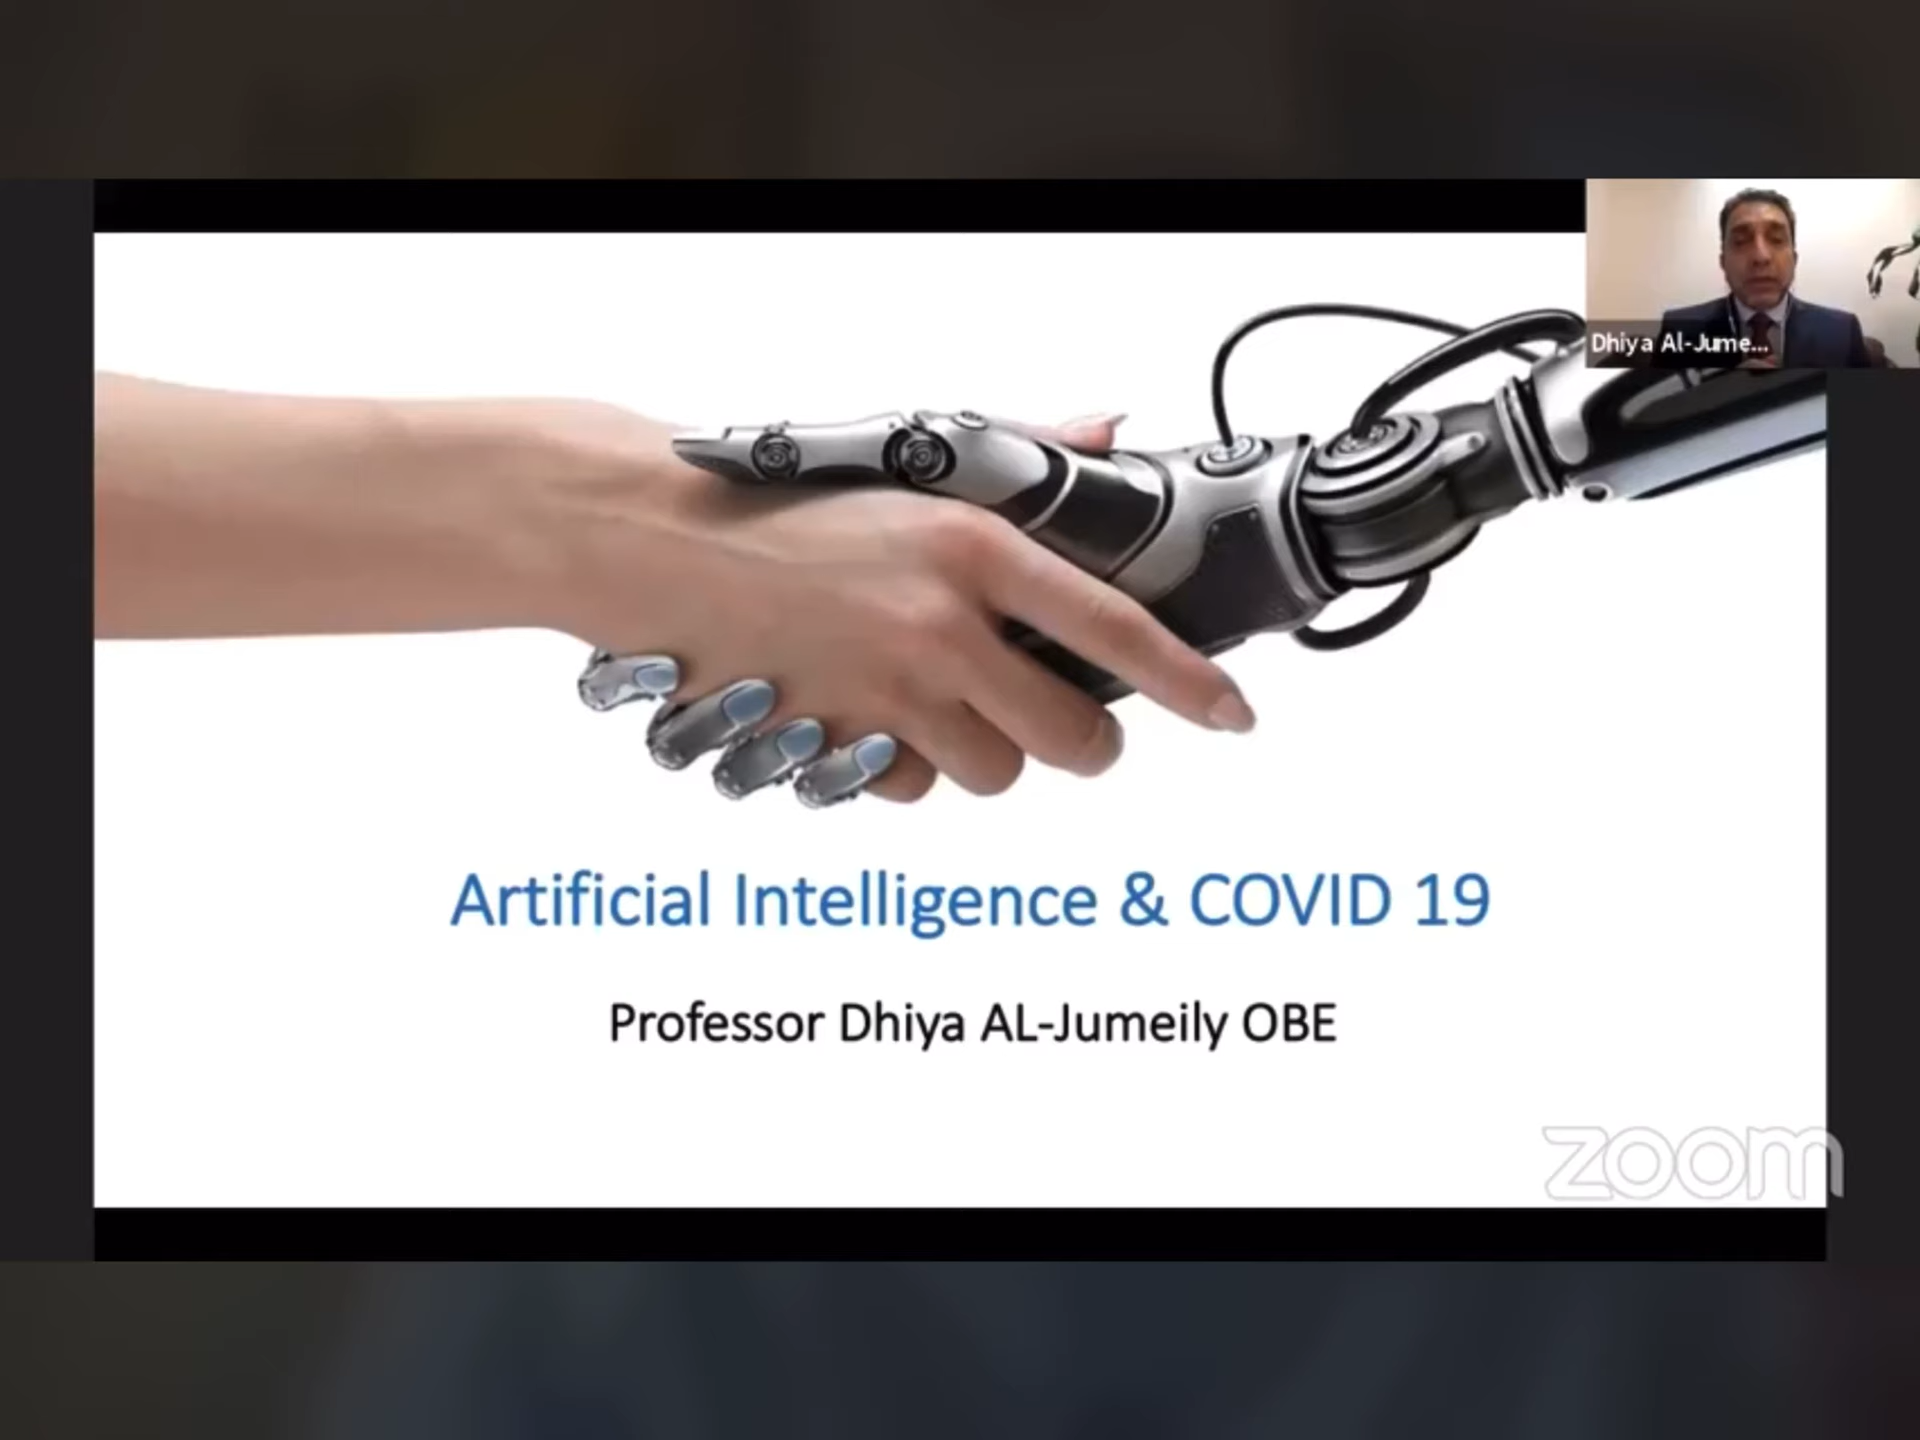 Dhiya Al-Jume...
Artificial Intelligence & COVID 19
Professor Dhiya AL-Jumeily OBE
zoom